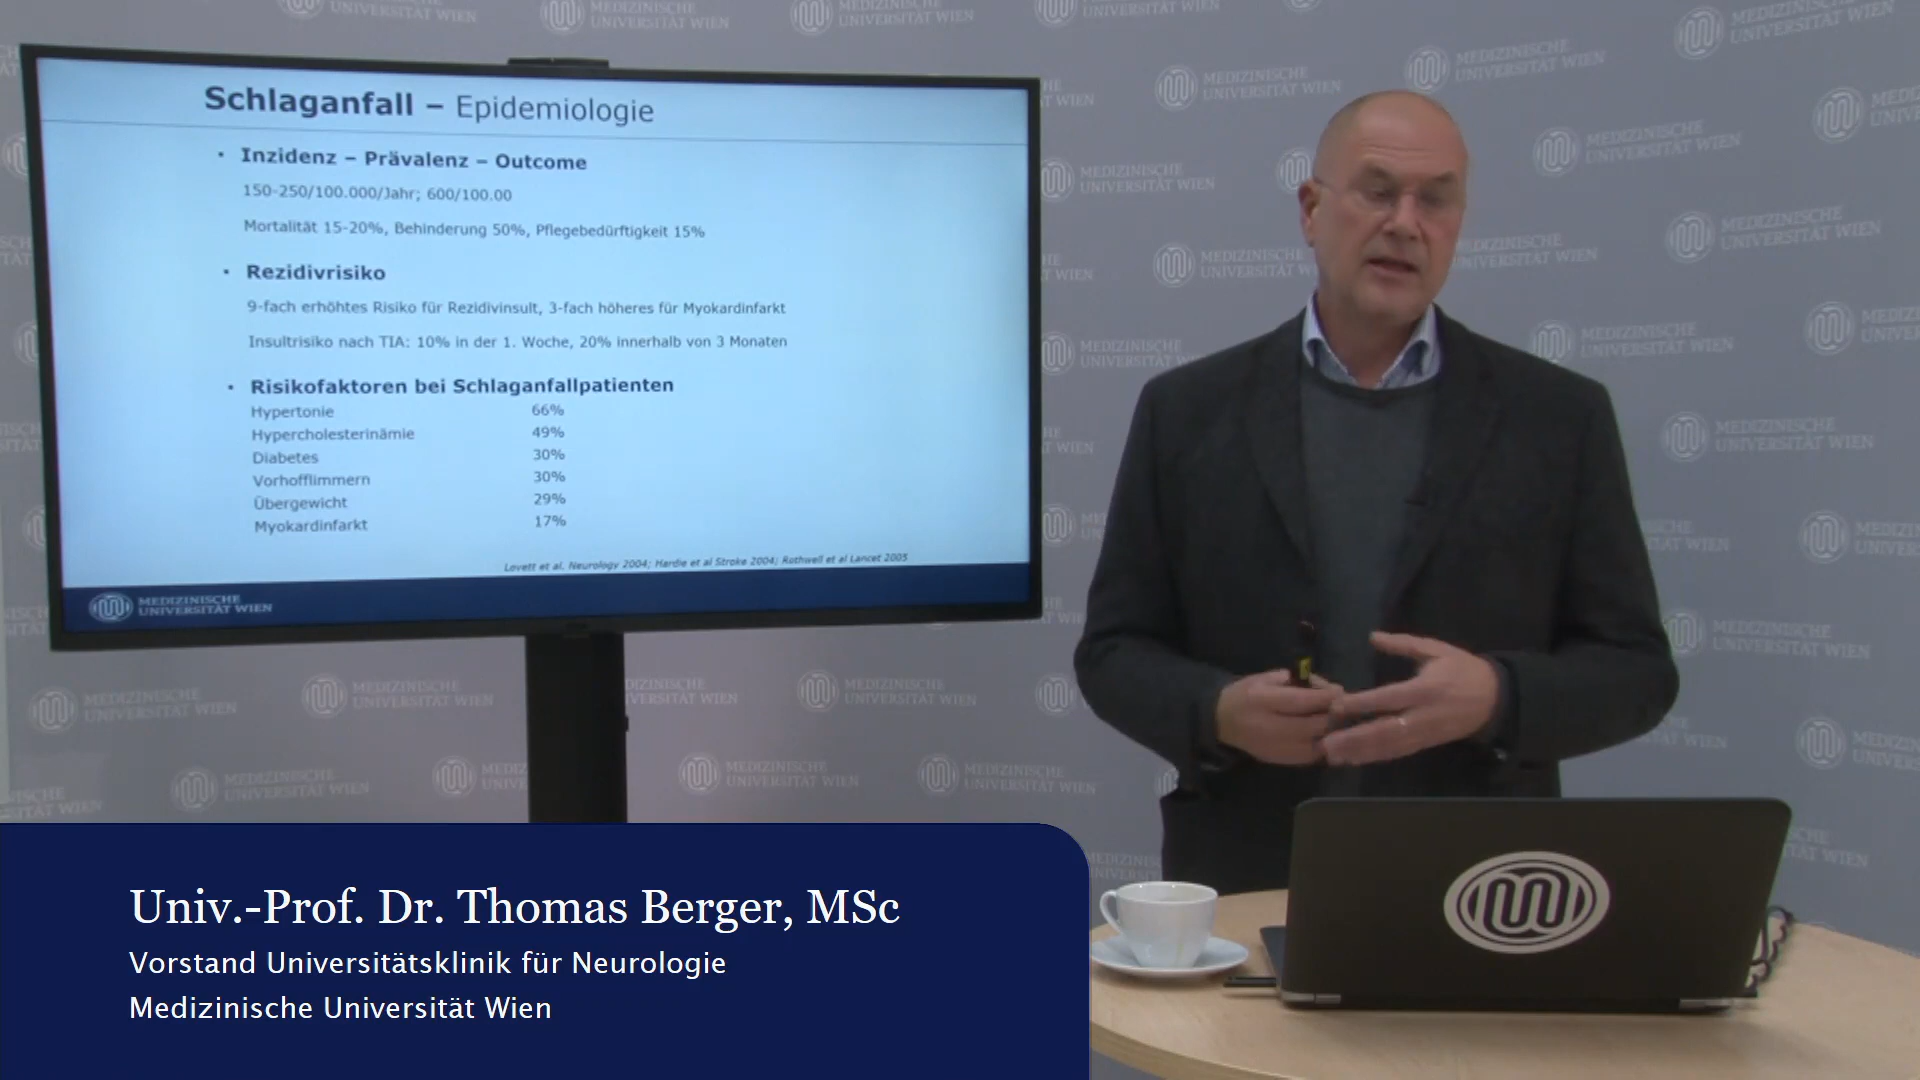 Schlaganfall – Epidemiologie
• Inzidenz – Prävalenz – Outcome
150-250/100.000/Jahr; 600/100.00
Mortalität 15-20%, Behinderung 50%, Pflegebedürftigkeit 15%
• Rezidivrisiko
9-fach erhöhtes Risiko für Rezidivinsult, 3-fach höheres für Myokardinfarkt
Insultrisiko nach TIA: 10% in der 1. Woche, 20% innerhalb von 3 Monaten
• Risikofaktoren bei Schlaganfallpatienten
Hypertonie 66%
Hypercholesterinämie 49%
Diabetes 30%
Vorhofflimmern 30%
Übergewicht 29%
Myokardinfarkt 17%
Lovett et al. Neurology 2004; Hardie et al Stroke 2004; Rothwell et al Lancet 2005
MEDIZINISCHE
UNIVERSITÄT WIEN
Univ.-Prof. Dr. Thomas Berger, MSc
Vorstand Universitätsklinik für Neurologie
Medizinische Universität Wien